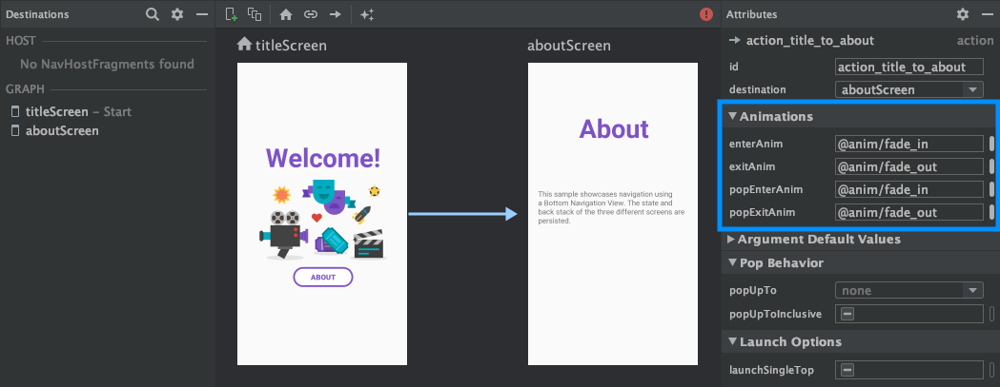 Destinations
HOST
No NavHostFragments found
GRAPH
titleScreen – Start
aboutScreen
titleScreen
Welcome!
ABOUT
aboutScreen
About
This sample showcases navigation using
a Bottom Navigation View. The state and
back stack of the three different screens are
persisted.
Attributes
action_title_to_about action
id action_title_to_about
destination aboutScreen
Animations
enterAnim @anim/fade_in
exitAnim @anim/fade_out
popEnterAnim @anim/fade_in
popExitAnim @anim/fade_out
Argument Default Values
Pop Behavior
popUpTo none
popUpToInclusive
Launch Options
launchSingleTop